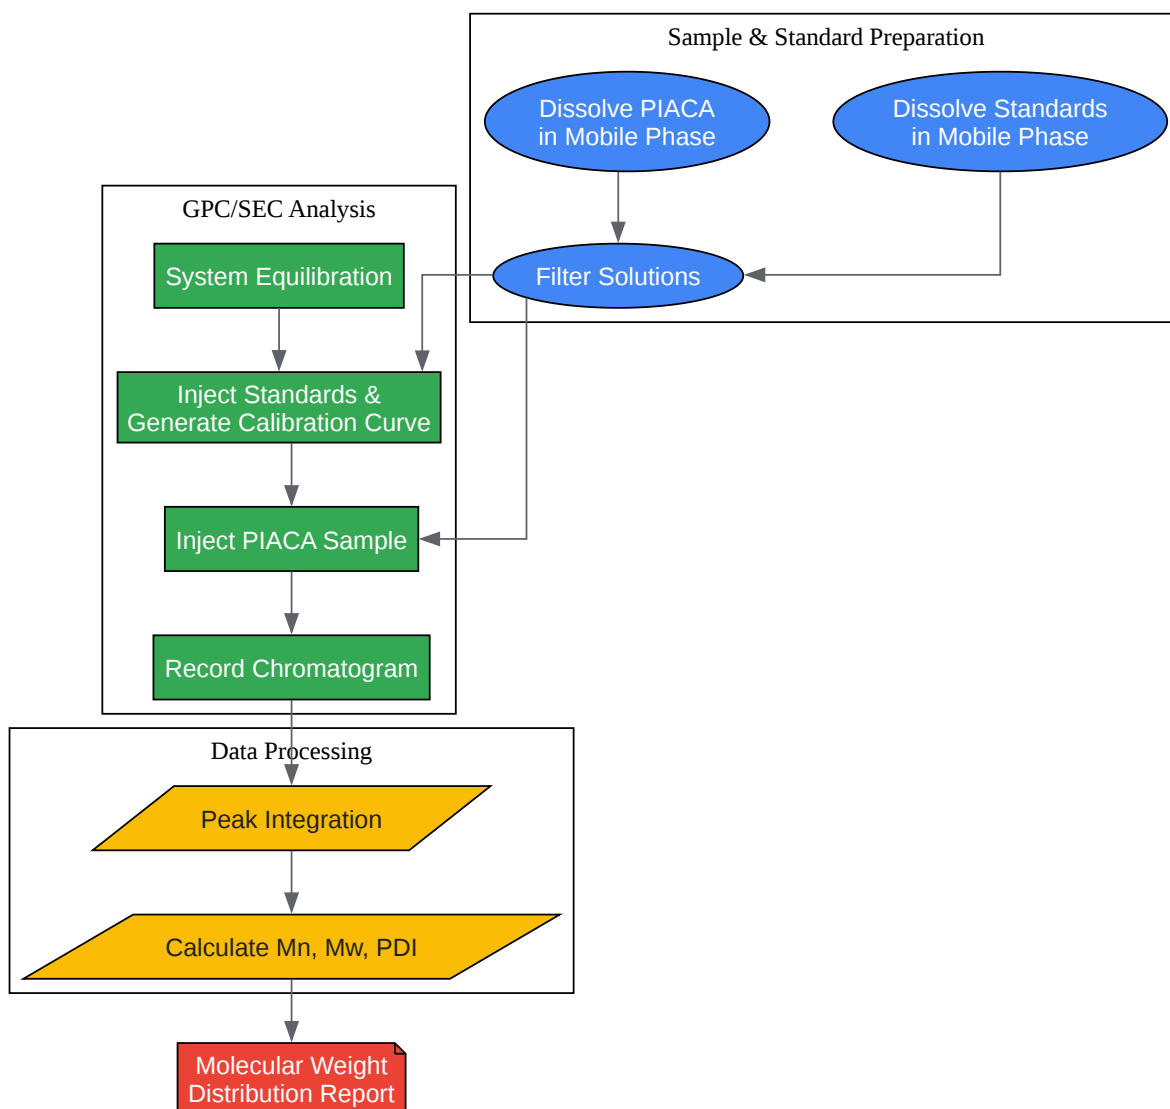 Sample & Standard Preparation
Dissolve PIACA
in Mobile Phase
Dissolve Standards
in Mobile Phase
Filter Solutions
GPC/SEC Analysis
System Equilibration
Inject Standards &
Generate Calibration Curve
Inject PIACA Sample
Record Chromatogram
Data Processing
Peak Integration
Calculate Mn, Mw, PDI
Molecular Weight
Distribution Report